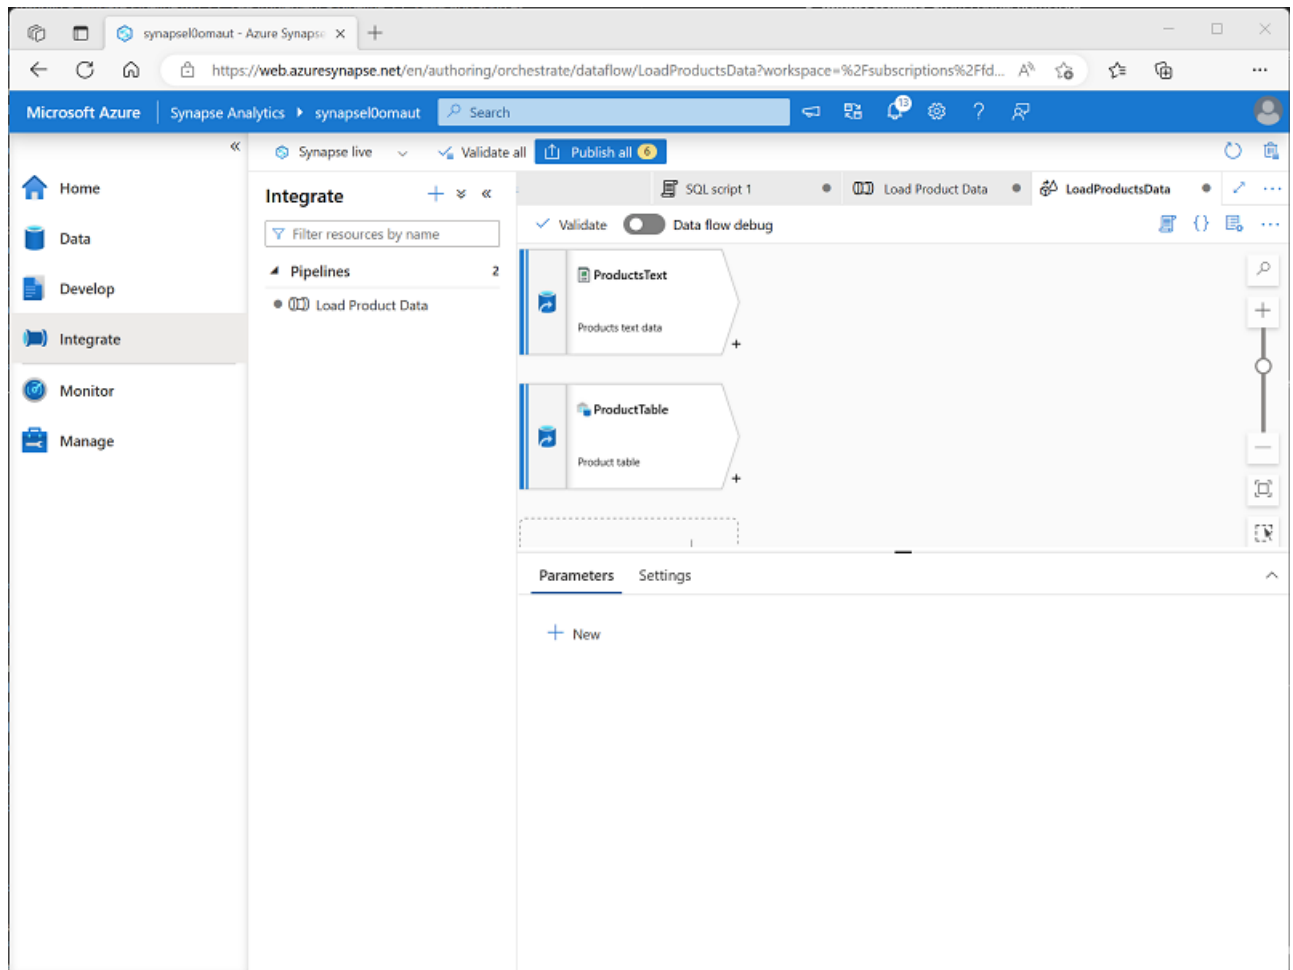 synapsel0omaut - Azure Synapse
https://web.azuresynapse.net/en/authoring/orchestrate/dataflow/LoadProductsData?workspace=%2Fsubscriptions%2Ffd...
Microsoft Azure
Synapse Analytics
synapsel0omaut
Search
13
Synapse live
Validate all
Publish all 6
Home
Data
Develop
Integrate
Monitor
Manage
Integrate
Filter resources by name
Pipelines 2
Load Product Data
SQL script 1
Load Product Data
LoadProductsData
Validate
Data flow debug
ProductsText
Products text data
+
ProductTable
Product table
+
Parameters
Settings
New